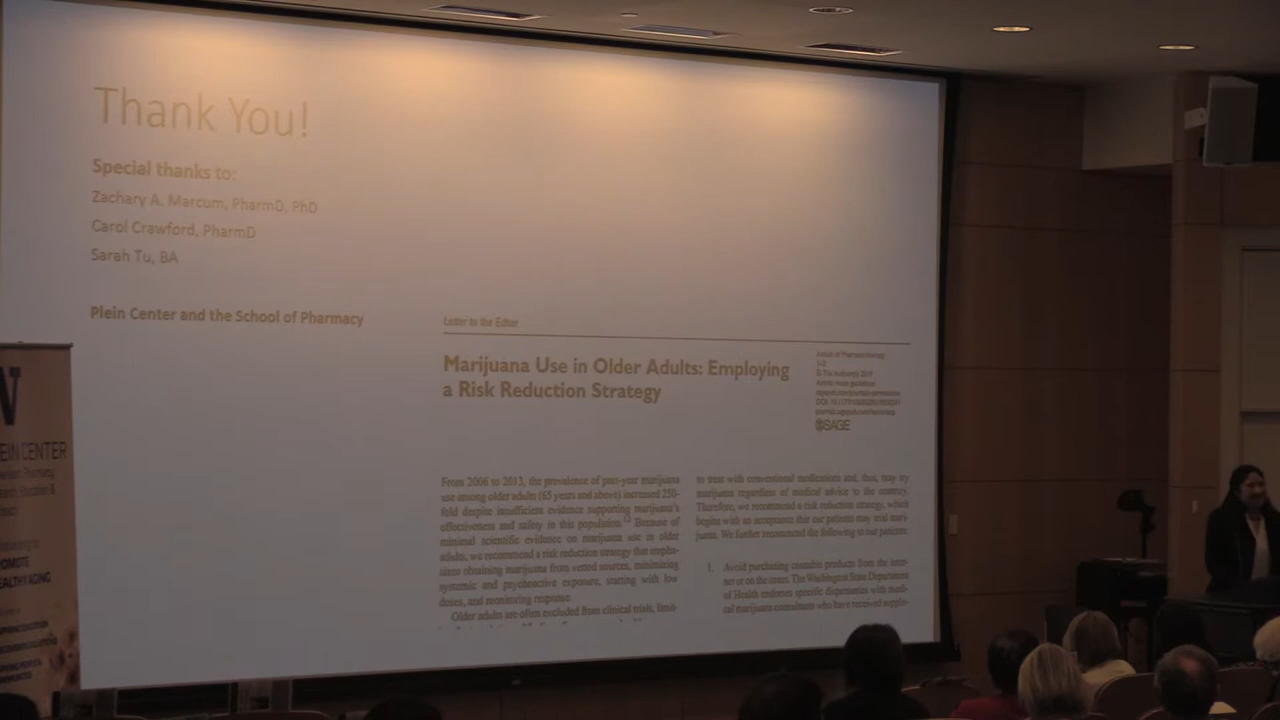 Thank You!
Special thanks to:
Zachary A. Marcum, PharmD, PhD
Carol Crawford, PharmD
Sarah Tu, BA
Plein Center and the School of Pharmacy
Letter to the Editor
Marijuana Use in Older Adults: Employing
a Risk Reduction Strategy
SAGE
From 2006 to 2013, the prevalence of past-year marijuana
use among older adults (65 years and above) increased 250-
fold despite insufficient evidence supporting marijuana's
effectiveness and safety in this population. Because of
minimal scientific evidence on marijuana use in older
adults, we recommend a risk reduction strategy that empha-
sizes obtaining marijuana from vetted sources, minimizing
systemic and psychoactive exposure, starting with low
doses, and monitoring response.
Older adults are often excluded from clinical trials,
to treat with conventional medications and, thus, may try
marijuana regardless of medical advice to the contrary.
Therefore, we recommend a risk reduction strategy, which
begins with an acceptance that our patients may trial mari-
juana. We further recommend the following to our patients:
1. Avoid purchasing cannabis products from the inter-
net or on the street. The Washington State Department
of Health endorses specific dispensaries with medi-
cal marijuana consultants who have received
W
EIN CENTER